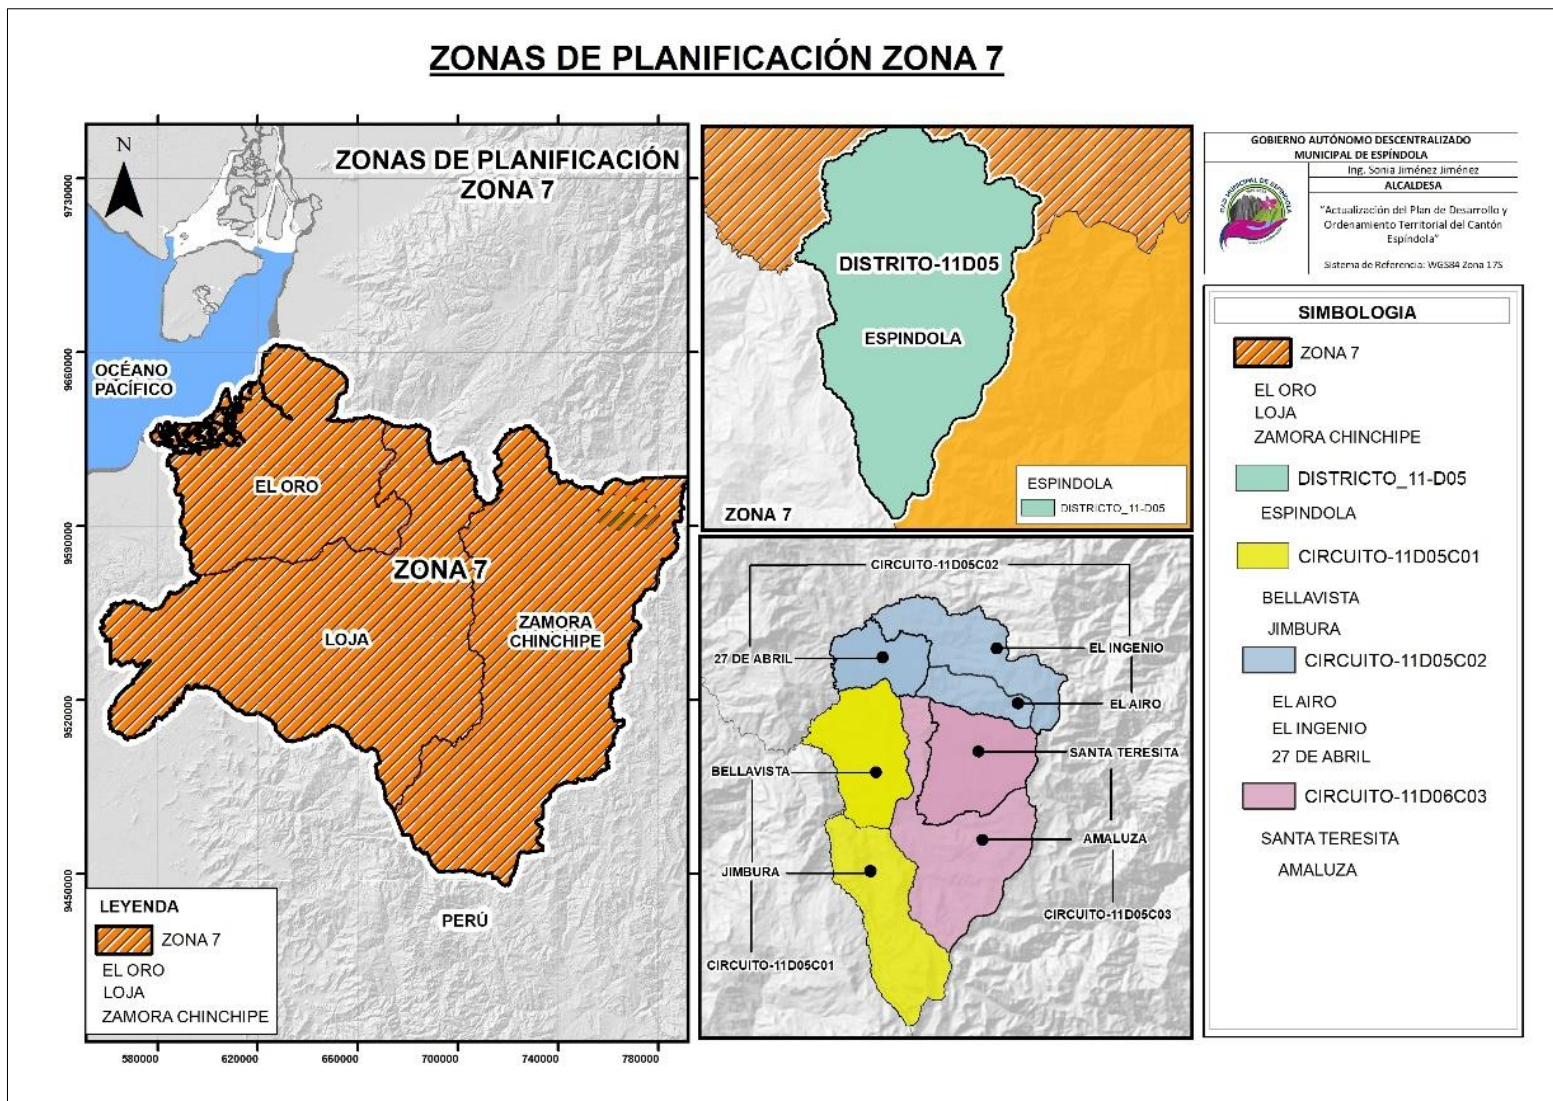 ZONAS DE PLANIFICACIÓN ZONA 7
N
ZONAS DE PLANIFICACIÓN
ZONA 7
OCÉANO
PACÍFICO
EL ORO
ZONA 7
LOJA
ZAMORA
CHINCHIPE
PERÚ
LEYENDA
ZONA 7
EL ORO
LOJA
ZAMORA CHINCHIPE
9730000
9660000
9590000
9520000
9450000
580000
620000
660000
700000
740000
780000
DISTRITO-11D05
ESPINDOLA
ZONA 7
ESPINDOLA
DISTRICTO_11-D05
CIRCUITO-11D05C02
27 DE ABRIL
EL INGENIO
EL AIRO
SANTA TERESITA
BELLAVISTA
AMALUZA
JIMBURA
CIRCUITO-11D05C03
CIRCUITO-11D05C01
GOBIERNO AUTÓNOMO DESCENTRALIZADO
MUNICIPAL DE ESPÍNDOLA
Ing. Sonia Jiménez Jiménez
ALCALDESA
"Actualización del Plan de Desarrollo y
Ordenamiento Territorial del Cantón
Espíndola"
Sistema de Referencia: WGS84 Zona 17S
GAD MUNICIPAL DE ESPÍNDOLA
SIMBOLOGIA
ZONA 7
EL ORO
LOJA
ZAMORA CHINCHIPE
DISTRICTO_11-D05
ESPINDOLA
CIRCUITO-11D05C01
BELLAVISTA
JIMBURA
CIRCUITO-11D05C02
EL AIRO
EL INGENIO
27 DE ABRIL
CIRCUITO-11D06C03
SANTA TERESITA
AMALUZA